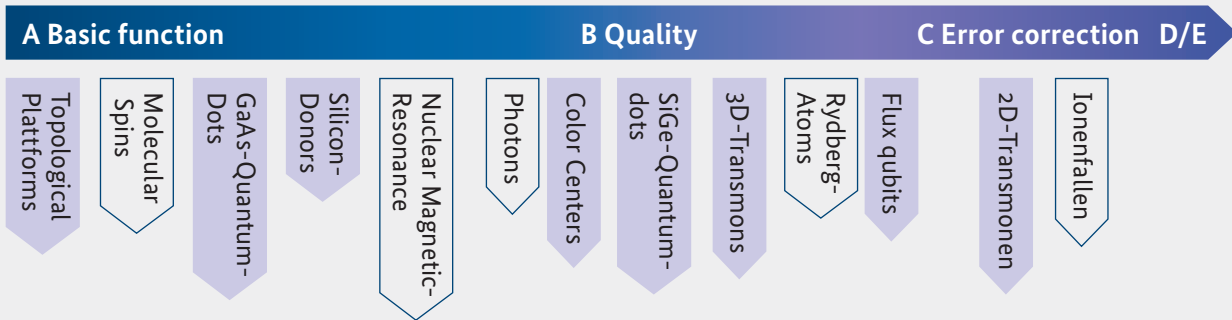 A Basic function
B Quality
C Error correction
D/E
Topological
Plattforms
Molecular
Spins
GaAs-Quantum-
Dots
Silicon-
Donors
Nuclear Magnetic-
Resonance
Photons
Color Centers
SiGe-Quantum-
dots
3D-Transmons
Rydberg-
Atoms
Flux qubits
2D-Transmonen
Ionenfallen